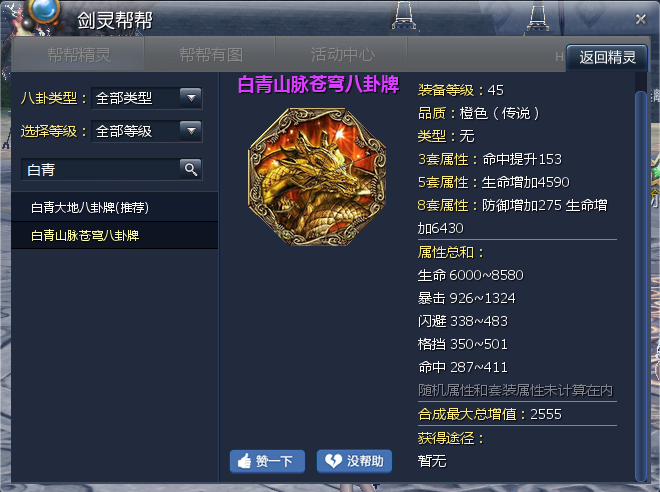 剑灵帮帮
帮帮精灵
帮帮有图
活动中心
H
返回精灵
八卦类型：
全部类型
选择等级：
全部等级
白青
白青大地八卦牌(推荐)
白青山脉苍穹八卦牌
白青山脉苍穹八卦牌
赞一下
没帮助
装备等级：45
品质：橙色（传说）
类型：无
3套属性：命中提升153
5套属性：生命增加4590
8套属性：防御增加275 生命增
加6430
属性总和：
生命 6000~8580
暴击 926~1324
闪避 338~483
格挡 350~501
命中 287~411
随机属性和套装属性未计算在内
合成最大总增值：2555
获得途径：
暂无